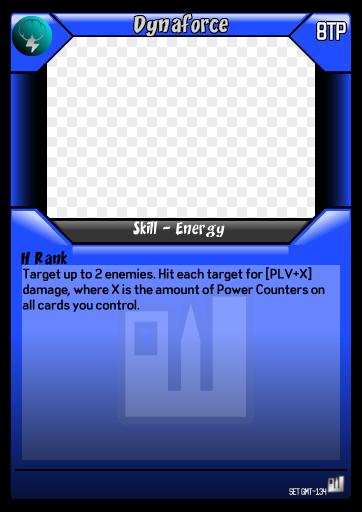 Dynaforce
8TP
Skill - Energy
H Rank
Target up to 2 enemies. Hit each target for [PLV+X]
damage, where X is the amount of Power Counters on
all cards you control.
SET GMT-134